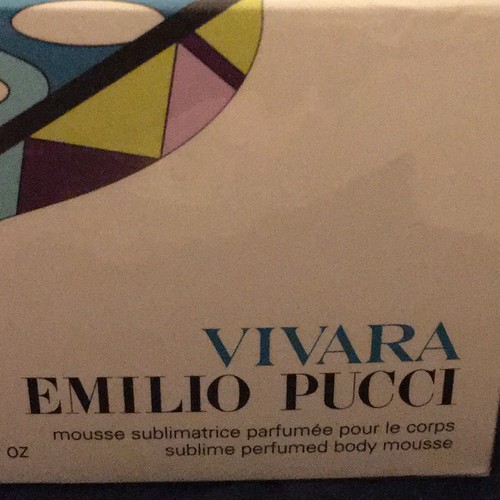 VIVARA
EMILIO PUCCI
mousse sublimatrice parfumée pour le corps
sublime perfumed body mousse
OZ